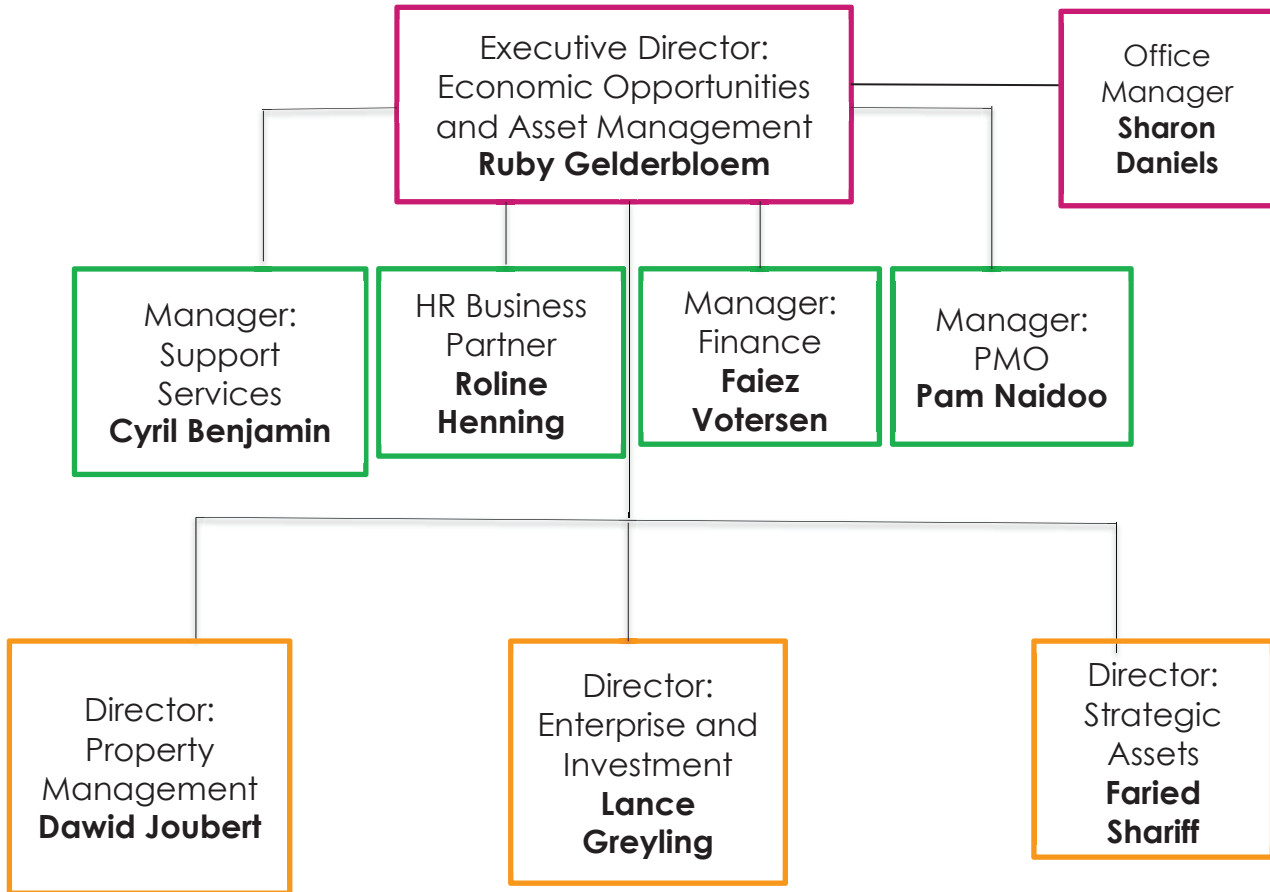 Executive Director:
Economic Opportunities
and Asset Management
Ruby Gelderbloem
Office
Manager
Sharon
Daniels
Manager:
Support
Services
Cyril Benjamin
HR Business
Partner
Roline
Henning
Manager:
Finance
Faiez
Votersen
Manager:
PMO
Pam Naidoo
Director:
Property
Management
Dawid Joubert
Director:
Enterprise and
Investment
Lance
Greyling
Director:
Strategic
Assets
Faried
Shariff